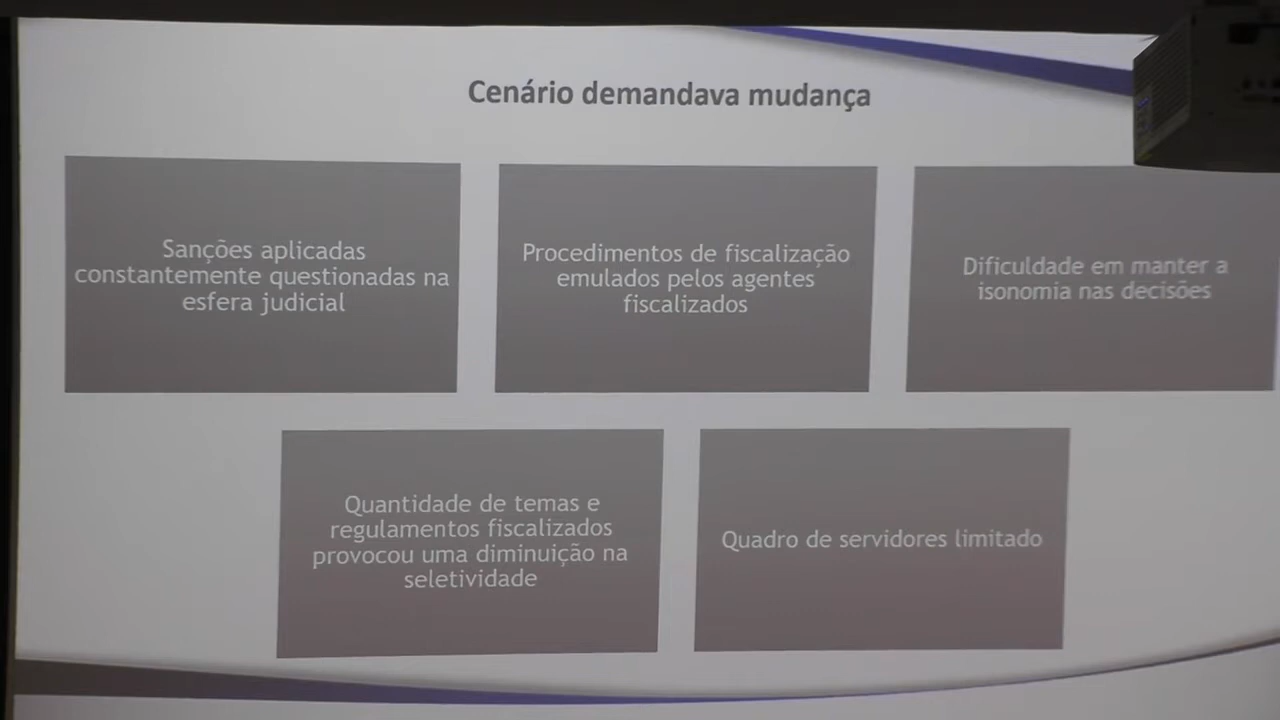 Cenário demandava mudança
Sanções aplicadas
constantemente questionadas na
esfera judicial
Procedimentos de fiscalização
emulados pelos agentes
fiscalizados
Dificuldade em manter a
isonomia nas decisões
Quantidade de temas e
regulamentos fiscalizados
provocou uma diminuição na
seletividade
Quadro de servidores limitado